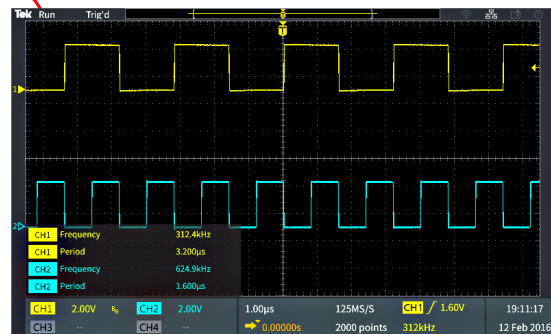 Tek Run Trig'd
T
1
2
CH1 Frequency 312.4kHz
CH1 Period 3.200µs
CH2 Frequency 624.9kHz
CH2 Period 1.600µs
CH1 2.00V BW CH2 2.00V 1.00µs 125MS/S CH1 1.60V 19:11:17
CH3 -- CH4 -- 0.00000s 2000 points 312kHz 12 Feb 2016